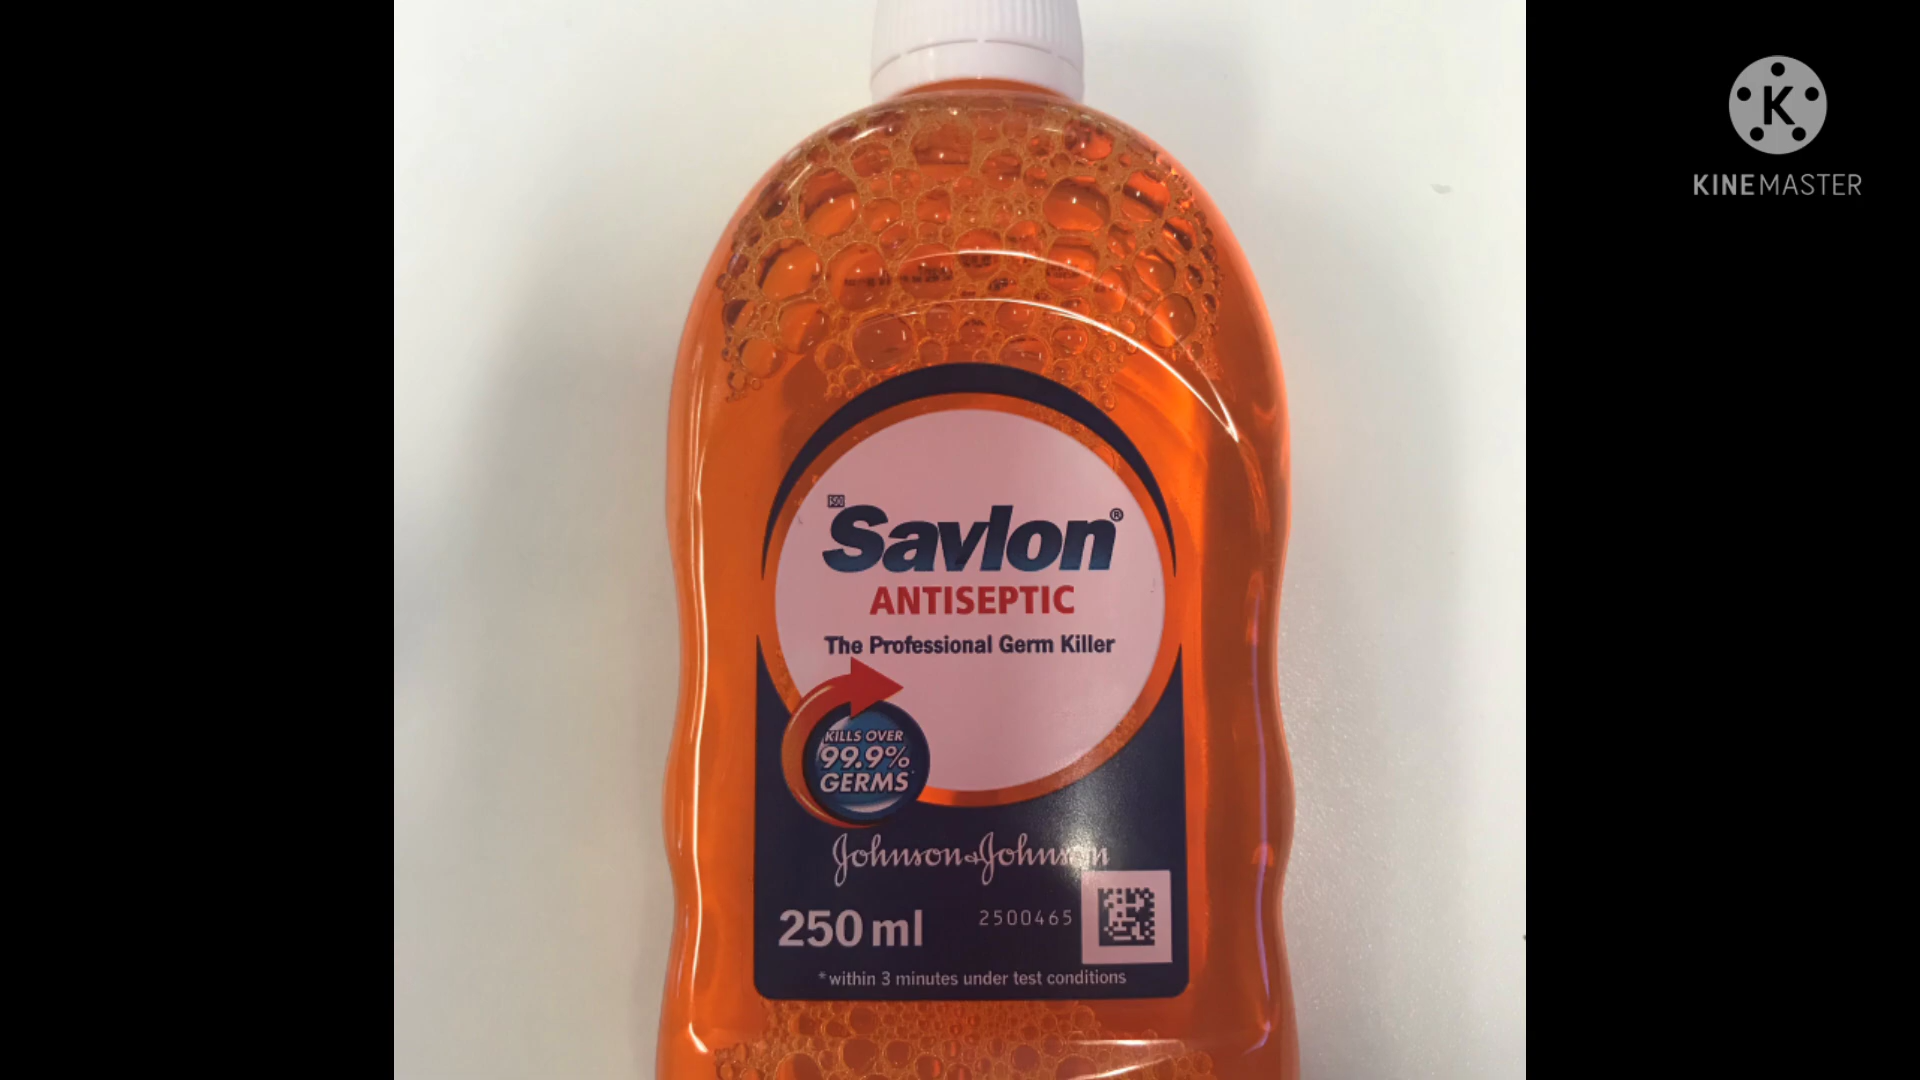 Savlon®
ANTISEPTIC
The Professional Germ Killer
KILLS OVER
99.9%
GERMS*
Johnson&Johnson
250 ml
2500465
*within 3 minutes under test conditions
K
KINEMASTER